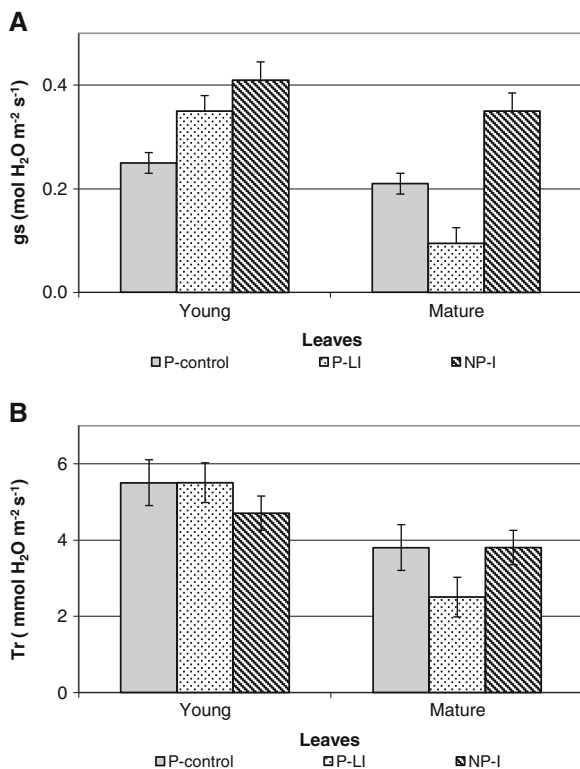 A
gs (mol H₂O m⁻² s⁻¹)
0.4
0.2
0.0
Young Mature
Leaves
P-control P-LI NP-I
B
Tr ( mmol H₂O m⁻² s⁻¹)
6
4
2
0
Young Mature
Leaves
P-control P-LI NP-I